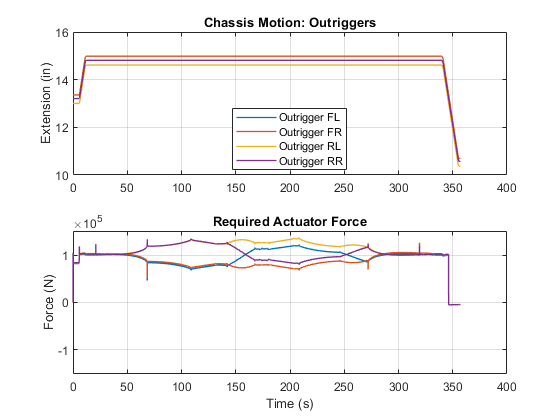 Chassis Motion: Outriggers
Extension (in)
16
14
12
10
Outrigger FL
Outrigger FR
Outrigger RL
Outrigger RR
0 50 100 150 200 250 300 350 400
Required Actuator Force
× 10^5
Force (N)
1
0
-1
0 50 100 150 200 250 300 350 400
Time (s)